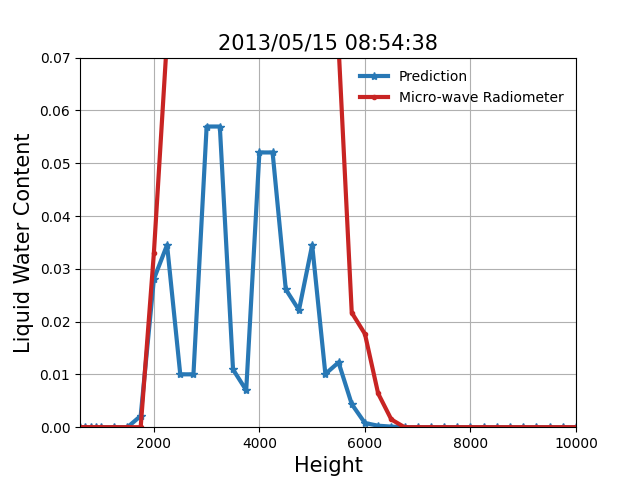 2013/05/15 08:54:38
Prediction
Micro-wave Radiometer
Liquid Water Content
0.07
0.06
0.05
0.04
0.03
0.02
0.01
0.00
2000 4000 6000 8000 10000
Height